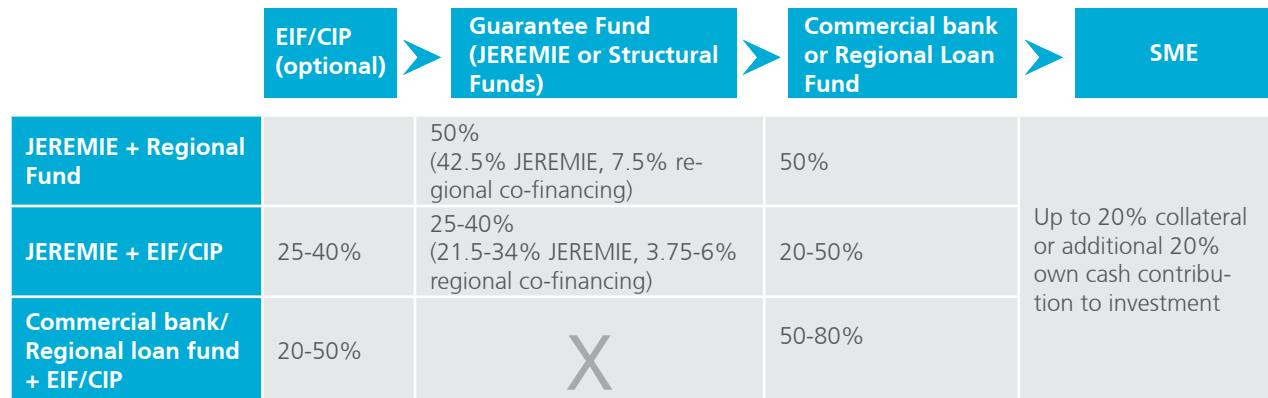 EIF/CIP
(optional)
Guarantee Fund
(JEREMIE or Structural
Funds)
Commercial bank
or Regional Loan
Fund
SME
JEREMIE + Regional
Fund
50%
(42.5% JEREMIE, 7.5% re-
gional co-financing)
50%
Up to 20% collateral
or additional 20%
own cash contribu-
tion to investment
JEREMIE + EIF/CIP
25-40%
25-40%
(21.5-34% JEREMIE, 3.75-6%
regional co-financing)
20-50%
Commercial bank/
Regional loan fund
+ EIF/CIP
20-50%
X
50-80%